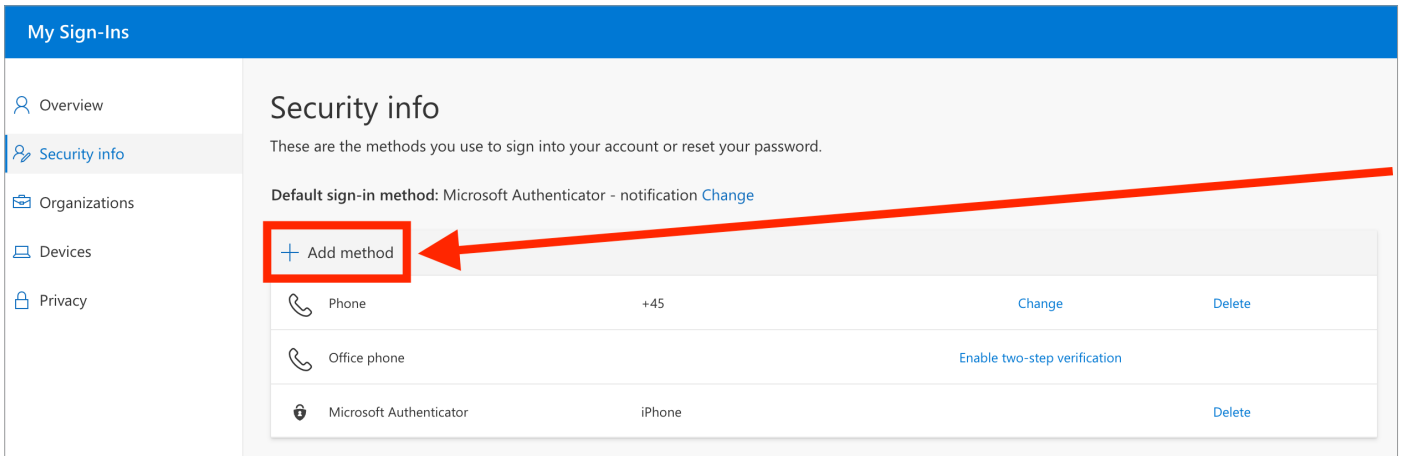 My Sign-Ins
Overview
Security info
Organizations
Devices
Privacy
Security info
These are the methods you use to sign into your account or reset your password.
Default sign-in method: Microsoft Authenticator - notification Change
Add method
Phone +45 Change Delete
Office phone Enable two-step verification
Microsoft Authenticator iPhone Delete